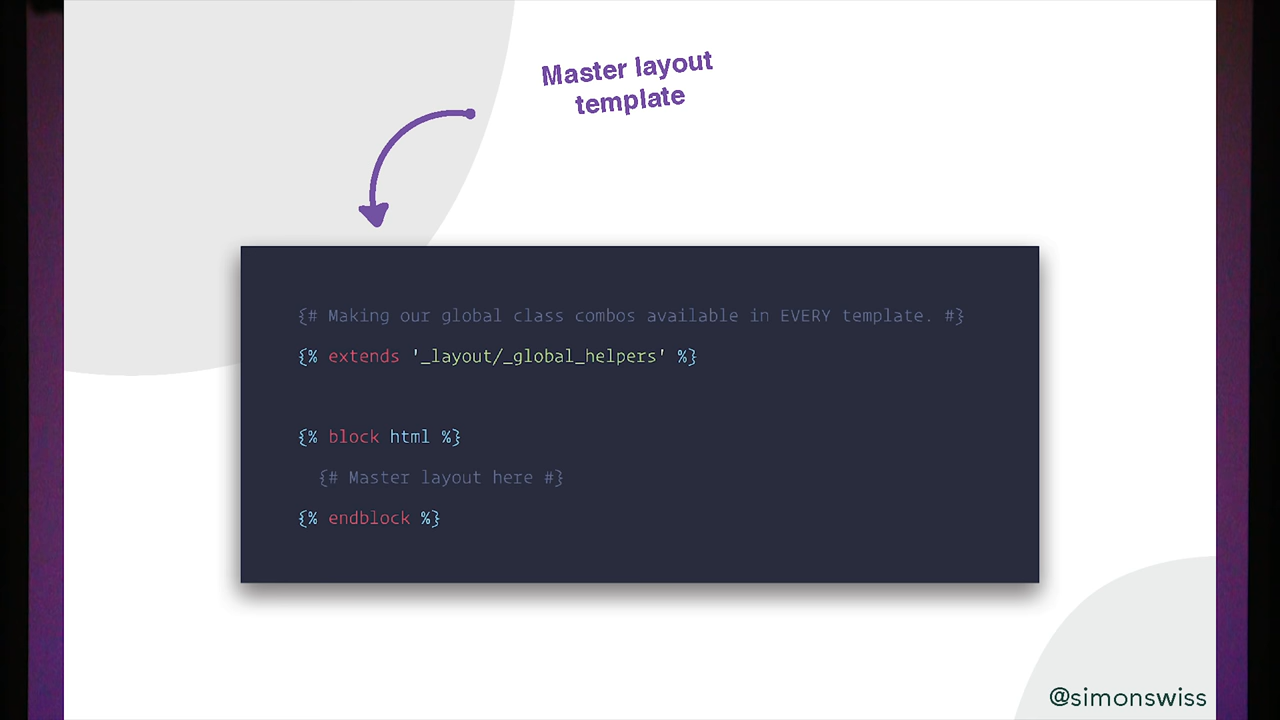 Master layout
template
{# Making our global class combos available in EVERY template. #}
{% extends '_layout/_global_helpers' %}
{% block html %}
{# Master layout here #}
{% endblock %}
@simonswiss